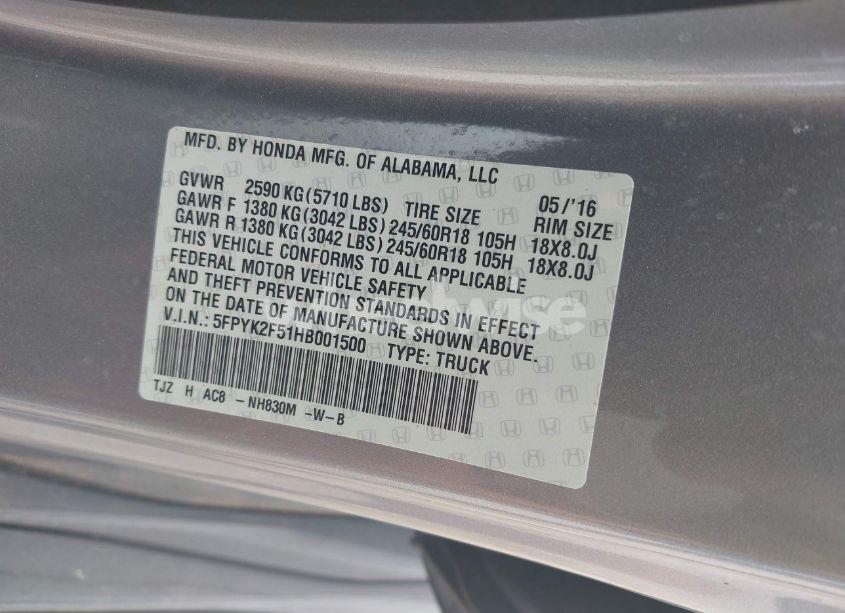 MFD. BY HONDA MFG. OF ALABAMA, LLC
GVWR 2590 KG (5710 LBS) TIRE SIZE 05/'16 RIM SIZE
GAWR F 1380 KG (3042 LBS) 245/60R18 105H 18X8.0J
GAWR R 1380 KG (3042 LBS) 245/60R18 105H 18X8.0J
THIS VEHICLE CONFORMS TO ALL APPLICABLE
FEDERAL MOTOR VEHICLE SAFETY
AND THEFT PREVENTION STANDARDS IN EFFECT
ON THE DATE OF MANUFACTURE SHOWN ABOVE.
V.I.N.: 5FPYK2F51HB001500 TYPE: TRUCK
TJZ H AC8 -NH830M -W-B